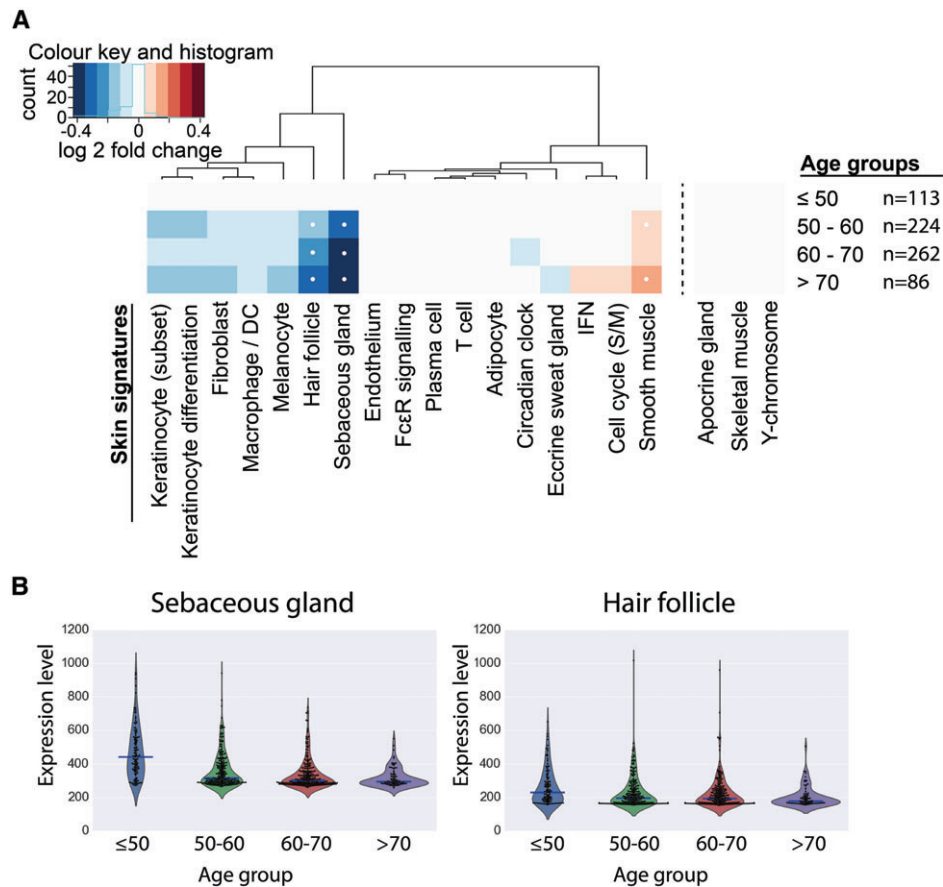 A
Colour key and histogram
count
40
20
0
-0.4 0 0.4
log 2 fold change
Age groups
≤ 50 n=113
50 - 60 n=224
60 - 70 n=262
> 70 n=86
Skin signatures
Keratinocyte (subset)
Keratinocyte differentiation
Fibroblast
Macrophage / DC
Melanocyte
Hair follicle
Sebaceous gland
Endothelium
FcεR signalling
Plasma cell
T cell
Adipocyte
Circadian clock
Eccrine sweat gland
IFN
Cell cycle (S/M)
Smooth muscle
Apocrine gland
Skeletal muscle
Y-chromosome
B
Sebaceous gland
Expression level
1200
1000
800
600
400
200
0
≤50 50-60 60-70 >70
Age group
Hair follicle
Expression level
1200
1000
800
600
400
200
0
≤50 50-60 60-70 >70
Age group